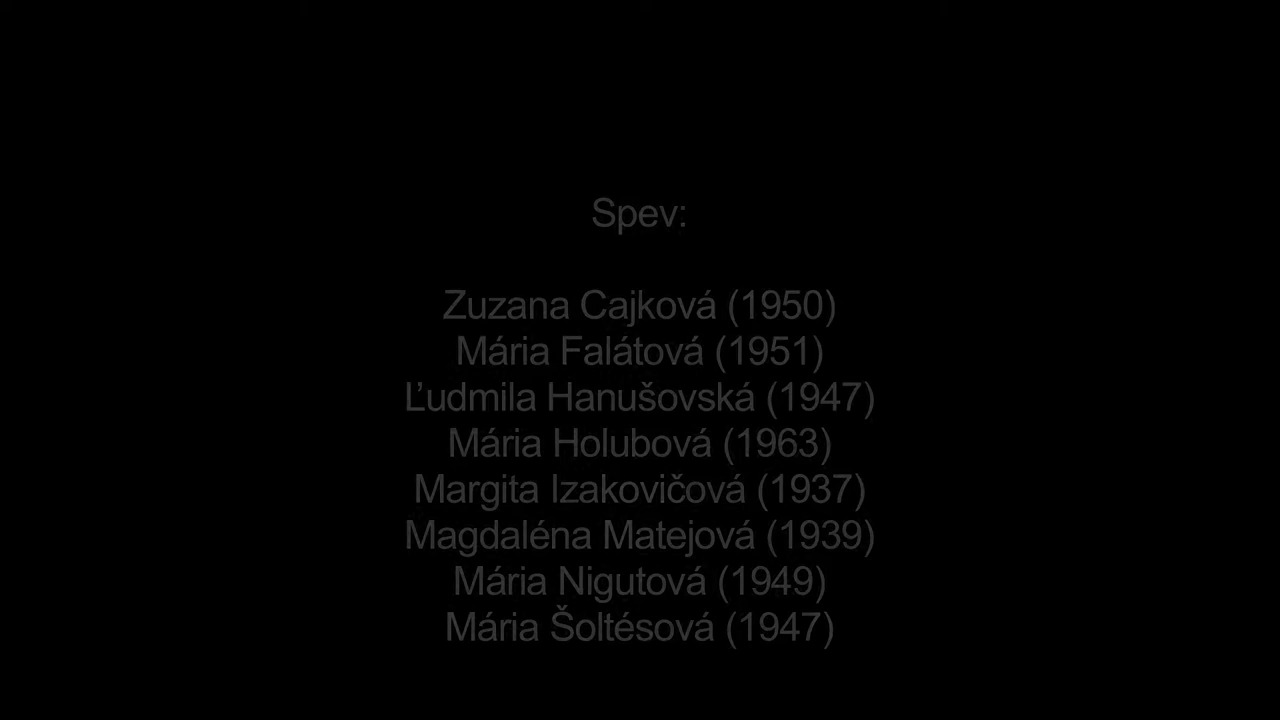 Spev:
Zuzana Cajková (1950)
Mária Falátová (1951)
Ľudmila Hanušovská (1947)
Mária Holubová (1963)
Margita Izakovičová (1937)
Magdaléna Matejová (1939)
Mária Nigutová (1949)
Mária Šoltésová (1947)